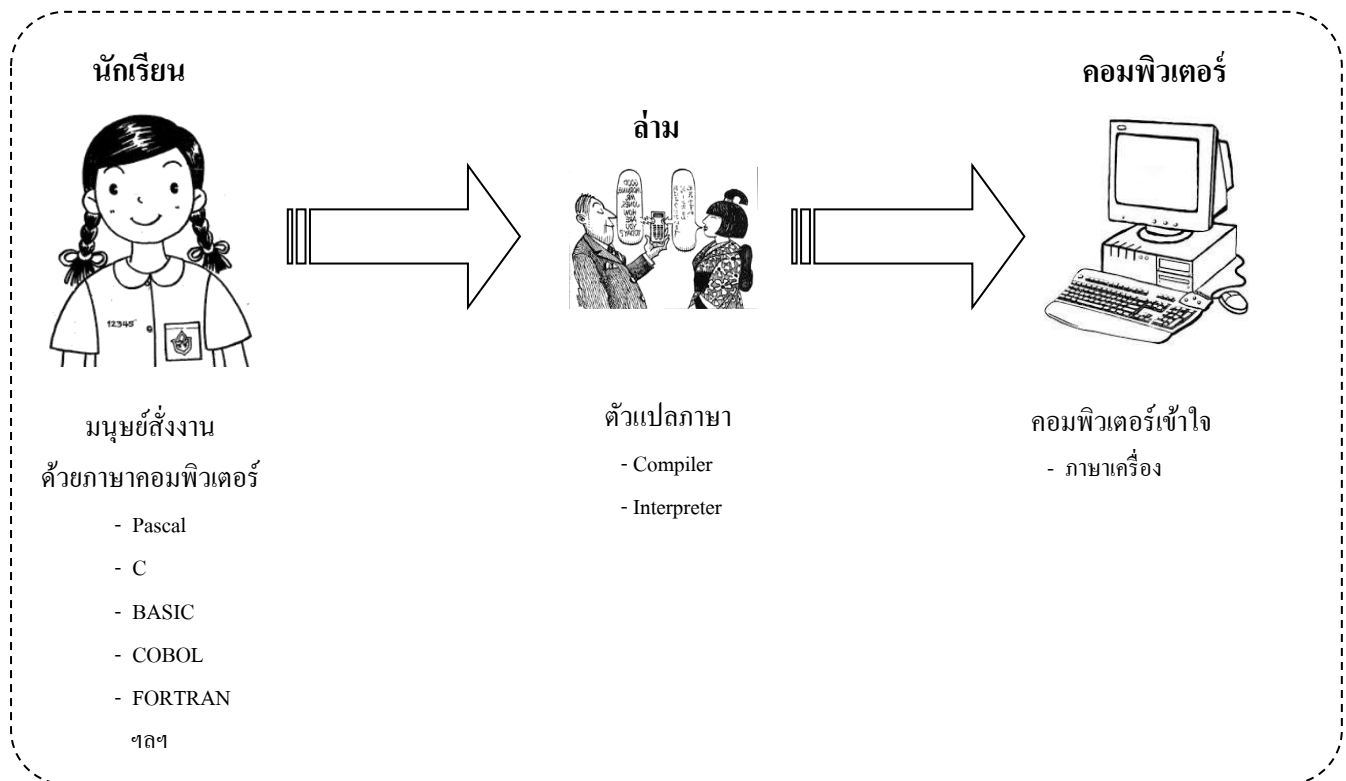 นักเรียน
12345
มนุษย์สั่งงาน
ด้วยภาษาคอมพิวเตอร์
- Pascal
- C
- BASIC
- COBOL
- FORTRAN
ฯลฯ
ล่าม
ตัวแปลภาษา
- Compiler
- Interpreter
คอมพิวเตอร์
คอมพิวเตอร์เข้าใจ
- ภาษาเครื่อง